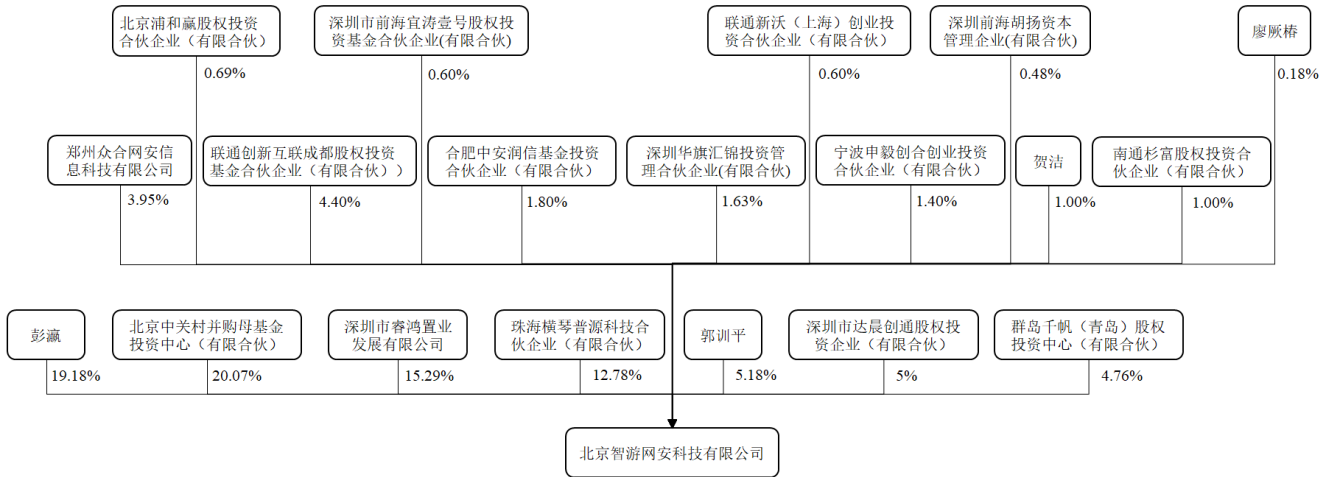 北京浦和赢股权投资
合伙企业（有限合伙）
深圳市前海宜涛壹号股权投
资基金合伙企业(有限合伙)
联通新沃（上海）创业投
资合伙企业（有限合伙）
深圳前海胡扬资本
管理企业(有限合伙)
廖厥椿
0.69%
0.60%
0.60%
0.48%
0.18%
郑州众合网安信
息科技有限公司
联通创新互联成都股权投资
基金合伙企业（有限合伙））
合肥中安润信基金投资
合伙企业（有限合伙）
深圳华旗汇锦投资管
理合伙企业(有限合伙)
宁波申毅创合创业投资
合伙企业（有限合伙）
贺洁
南通杉富股权投资合
伙企业（有限合伙）
3.95%
4.40%
1.80%
1.63%
1.40%
1.00%
1.00%
彭瀛
北京中关村并购母基金
投资中心（有限合伙）
深圳市睿鸿置业
发展有限公司
珠海横琴普源科技合
伙企业（有限合伙）
郭训平
深圳市达晨创通股权投
资企业（有限合伙）
群岛千帆（青岛）股权
投资中心（有限合伙）
19.18%
20.07%
15.29%
12.78%
5.18%
5%
4.76%
北京智游网安科技有限公司